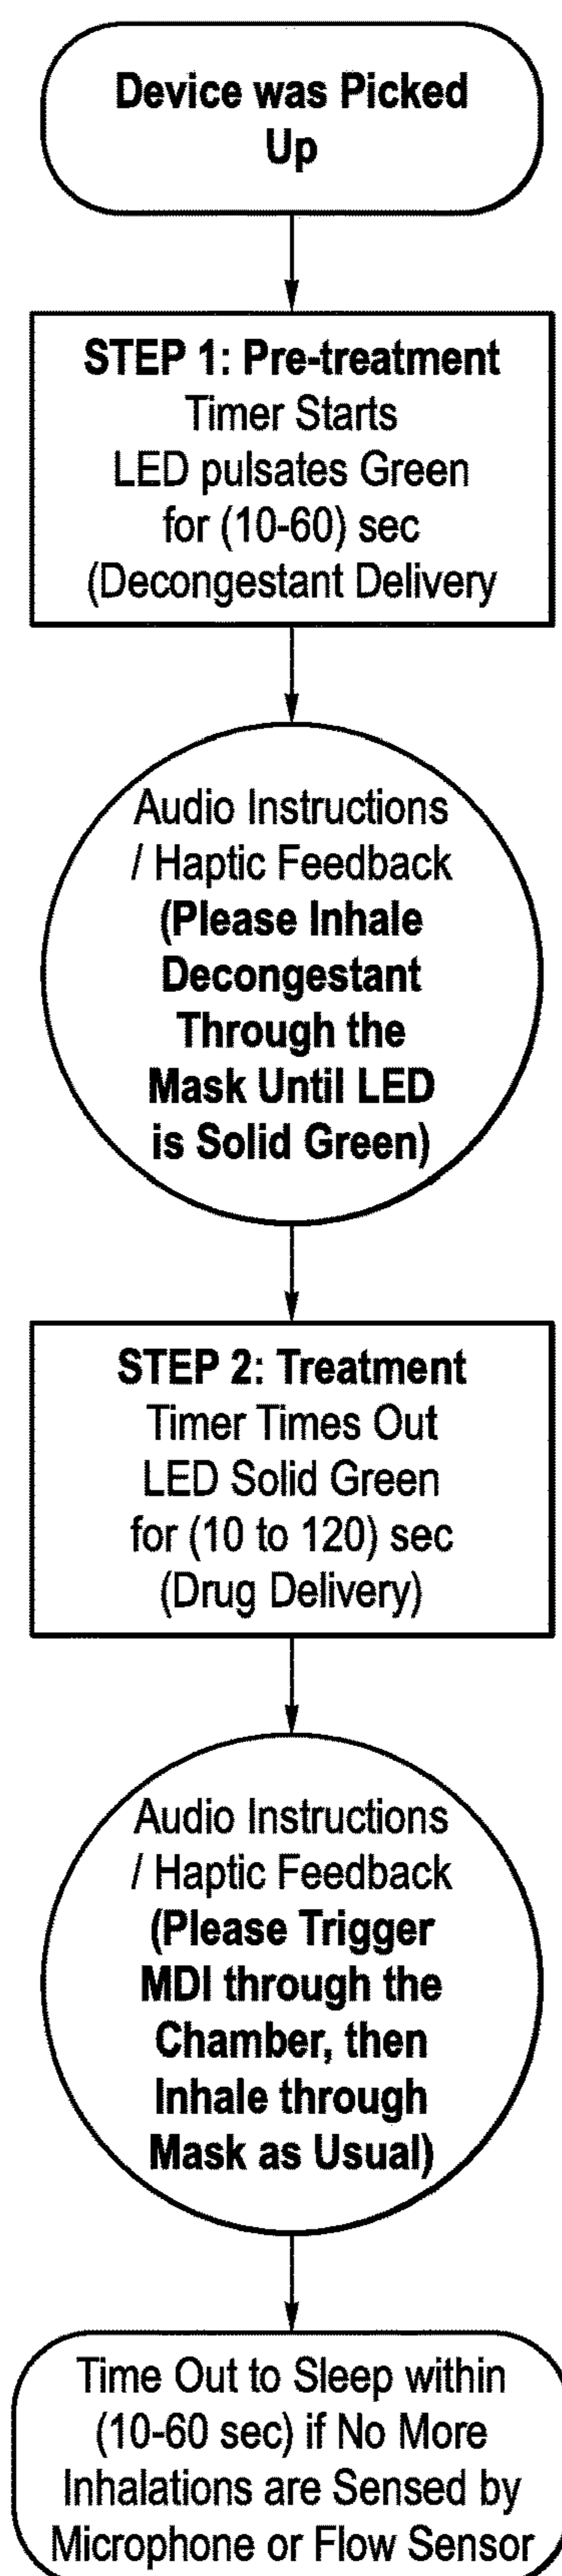 Device was Picked
Up
STEP 1: Pre-treatment
Timer Starts
LED pulsates Green
for (10-60) sec
(Decongestant Delivery
Audio Instructions
/ Haptic Feedback
(Please Inhale
Decongestant
Through the
Mask Until LED
is Solid Green)
STEP 2: Treatment
Timer Times Out
LED Solid Green
for (10 to 120) sec
(Drug Delivery)
Audio Instructions
/ Haptic Feedback
(Please Trigger
MDI through the
Chamber, then
Inhale through
Mask as Usual)
Time Out to Sleep within
(10-60 sec) if No More
Inhalations are Sensed by
Microphone or Flow Sensor